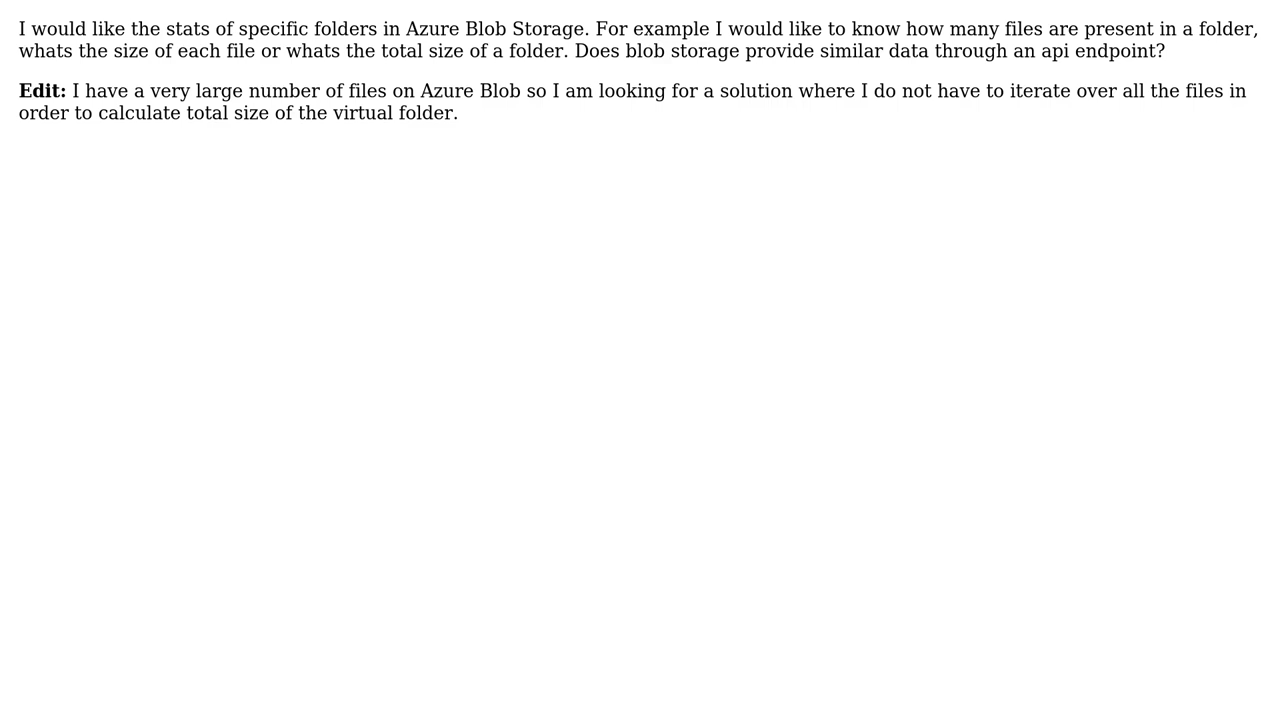 I would like the stats of specific folders in Azure Blob Storage. For example I would like to know how many files are present in a folder,
whats the size of each file or whats the total size of a folder. Does blob storage provide similar data through an api endpoint?
Edit: I have a very large number of files on Azure Blob so I am looking for a solution where I do not have to iterate over all the files in
order to calculate total size of the virtual folder.